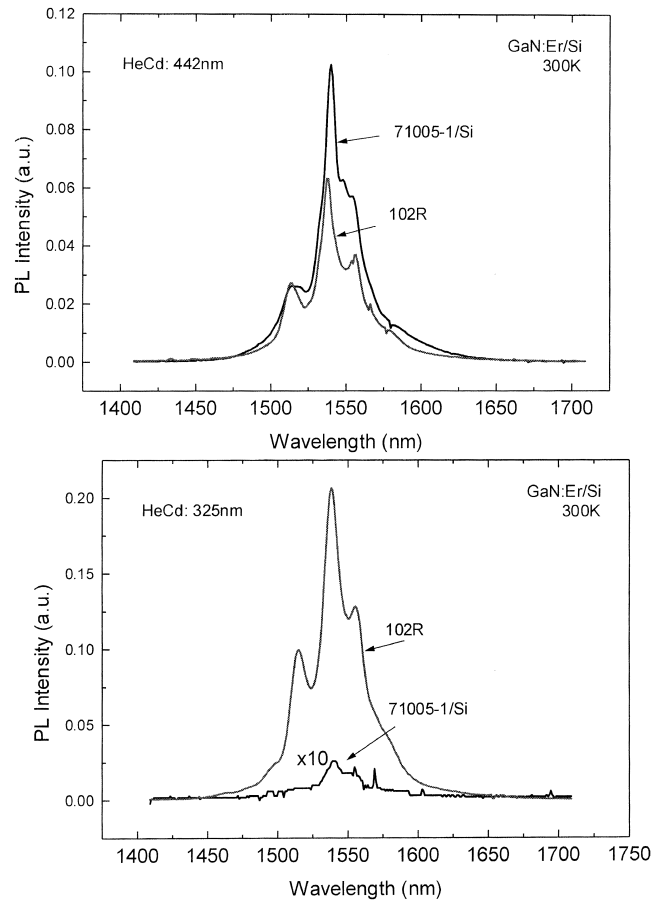 0.12
HeCd: 442nm
GaN:Er/Si
300K
0.10
71005-1/Si
0.08
0.06
102R
0.04
0.02
0.00
PL Intensity (a.u.)
1400 1450 1500 1550 1600 1650 1700
Wavelength (nm)
GaN:Er/Si
0.20
HeCd: 325nm
300K
0.15
102R
0.10
71005-1/Si
0.05
x10
0.00
PL Intensity (a.u.)
1400 1450 1500 1550 1600 1650 1700 1750
Wavelength (nm)